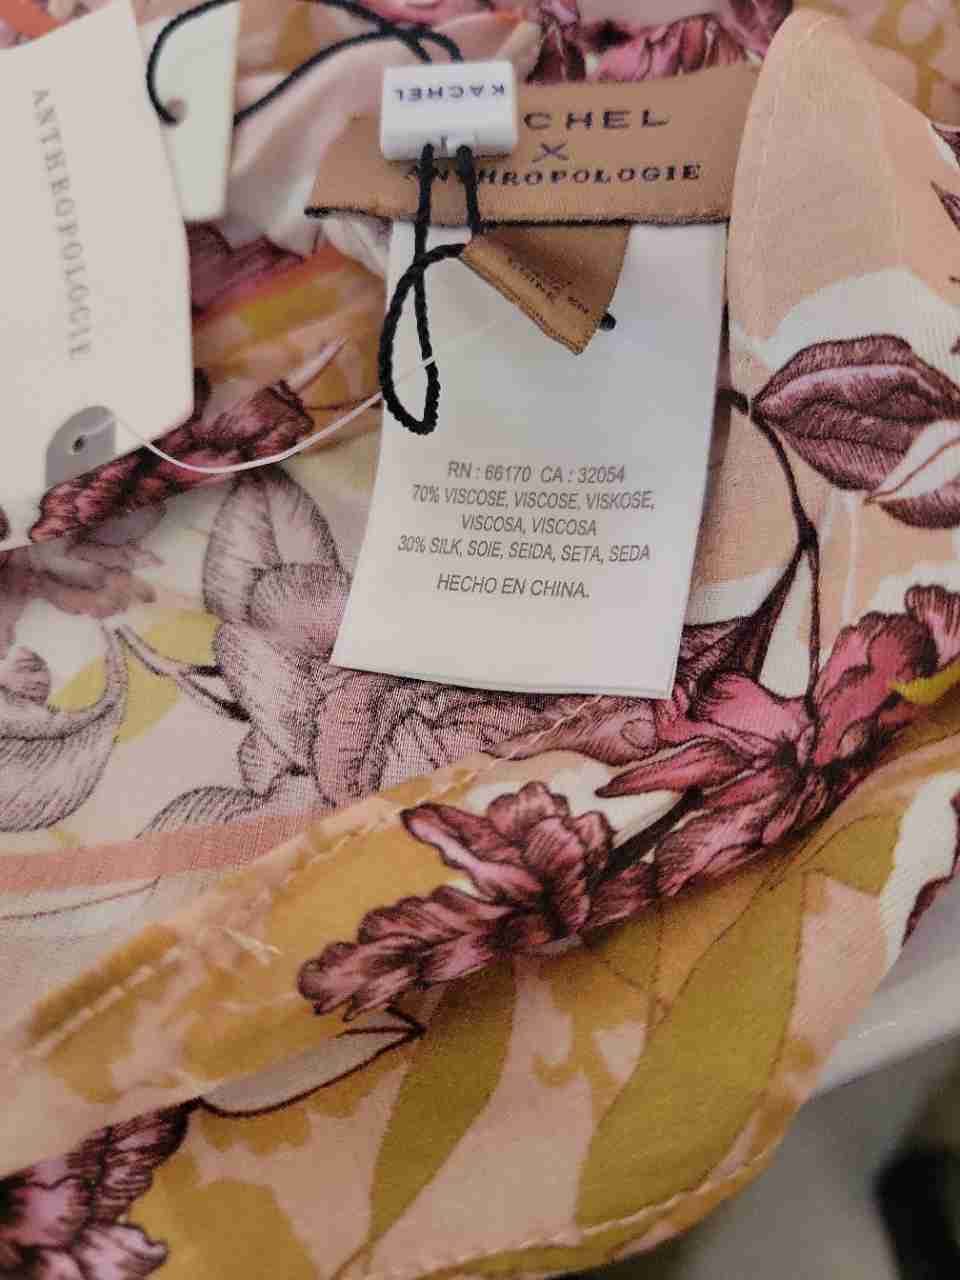 ANTHROPOLOGIE
KACHEL
CHEL
X
ANTHROPOLOGIE
RN : 66170 CA : 32054
70% VISCOSE, VISCOSE, VISKOSE,
VISCOSA, VISCOSA
30% SILK, SOIE, SEIDA, SETA, SEDA
HECHO EN CHINA.